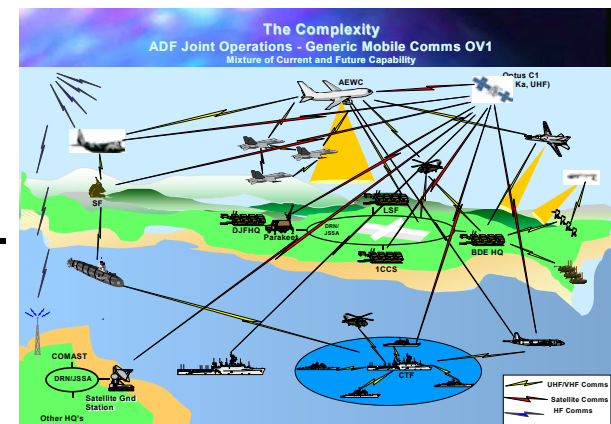 The Complexity
ADF Joint Operations - Generic Mobile Comms OV1
Mixture of Current and Future Capability
AEWC
Optus C1
Ka, UHF)
SF
LSF
DJFHQ
Parakeet
DRN/
JSSA
BDE HQ
1CCS
COMAST
DRN/JSSA
CTF
Satellite Gnd
Station
Other HQ's
UHF/VHF Comms
Satellite Comms
HF Comms